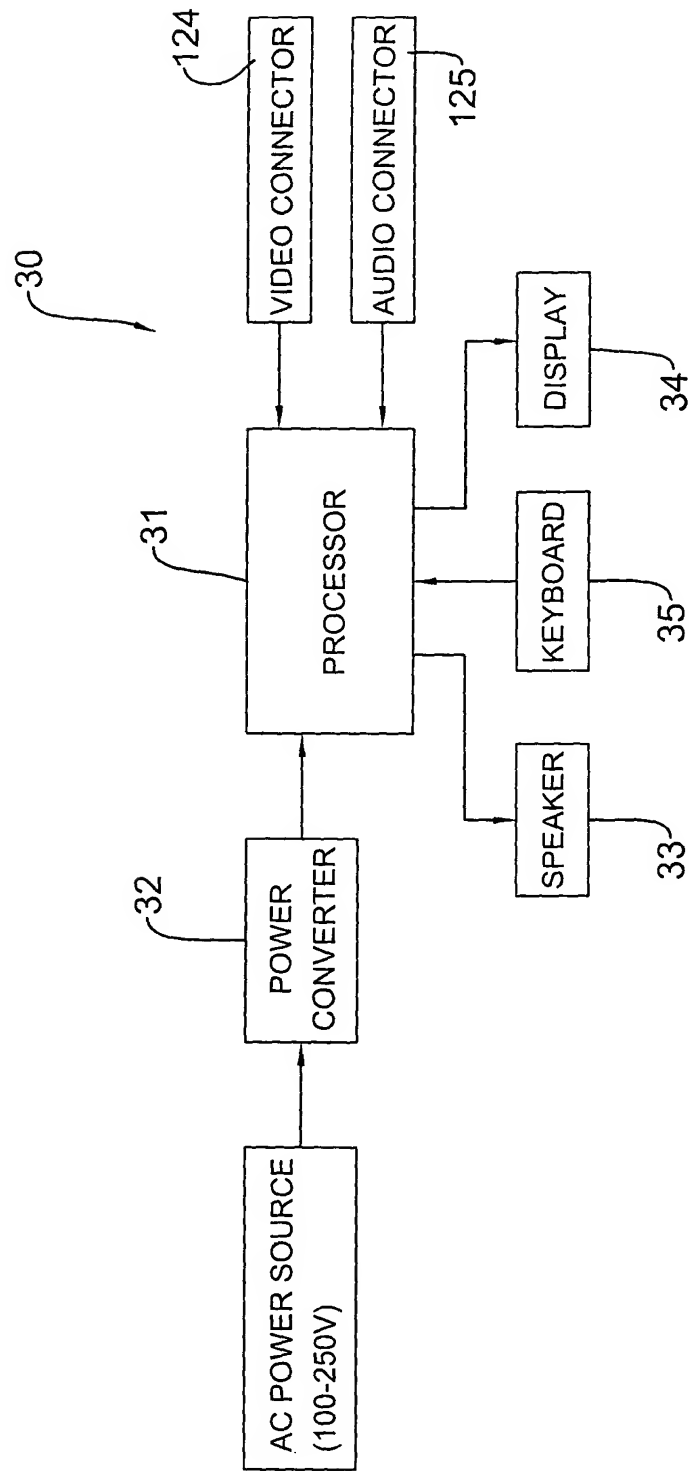 30
AC POWER SOURCE
(100-250V)
32
POWER
CONVERTER
31
PROCESSOR
124
VIDEO CONNECTOR
AUDIO CONNECTOR
125
SPEAKER
33
KEYBOARD
35
DISPLAY
34